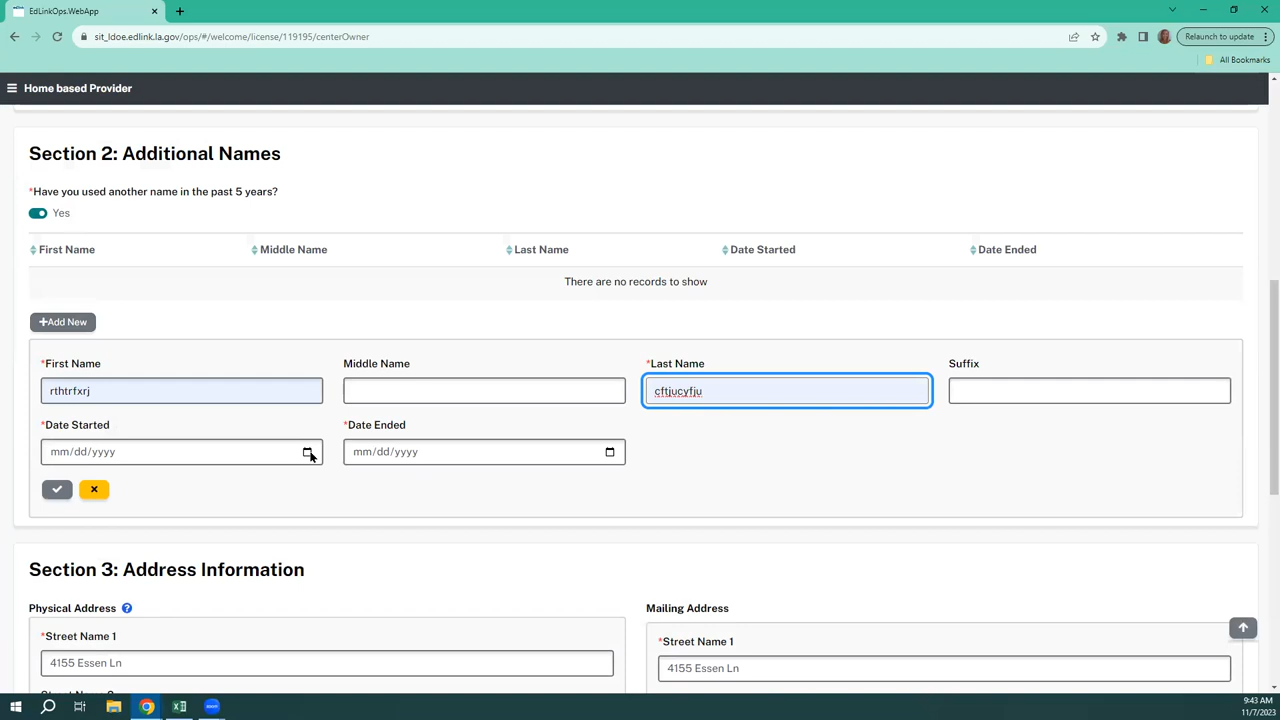 EdLinkOps.WebApp
sit_ldoe.edlink.la.gov/ops/#/welcome/license/119195/centerOwner
Relaunch to update
All Bookmarks
Home based Provider
Section 2: Additional Names
*Have you used another name in the past 5 years?
Yes
First Name Middle Name Last Name Date Started Date Ended
There are no records to show
+Add New
*First Name Middle Name *Last Name Suffix
rthtrfxrj cftjucyfju
*Date Started *Date Ended
mm/dd/yyyy mm/dd/yyyy
Section 3: Address Information
Physical Address ? Mailing Address
*Street Name 1 *Street Name 1
4155 Essen Ln 4155 Essen Ln
9:43 AM
11/7/2023